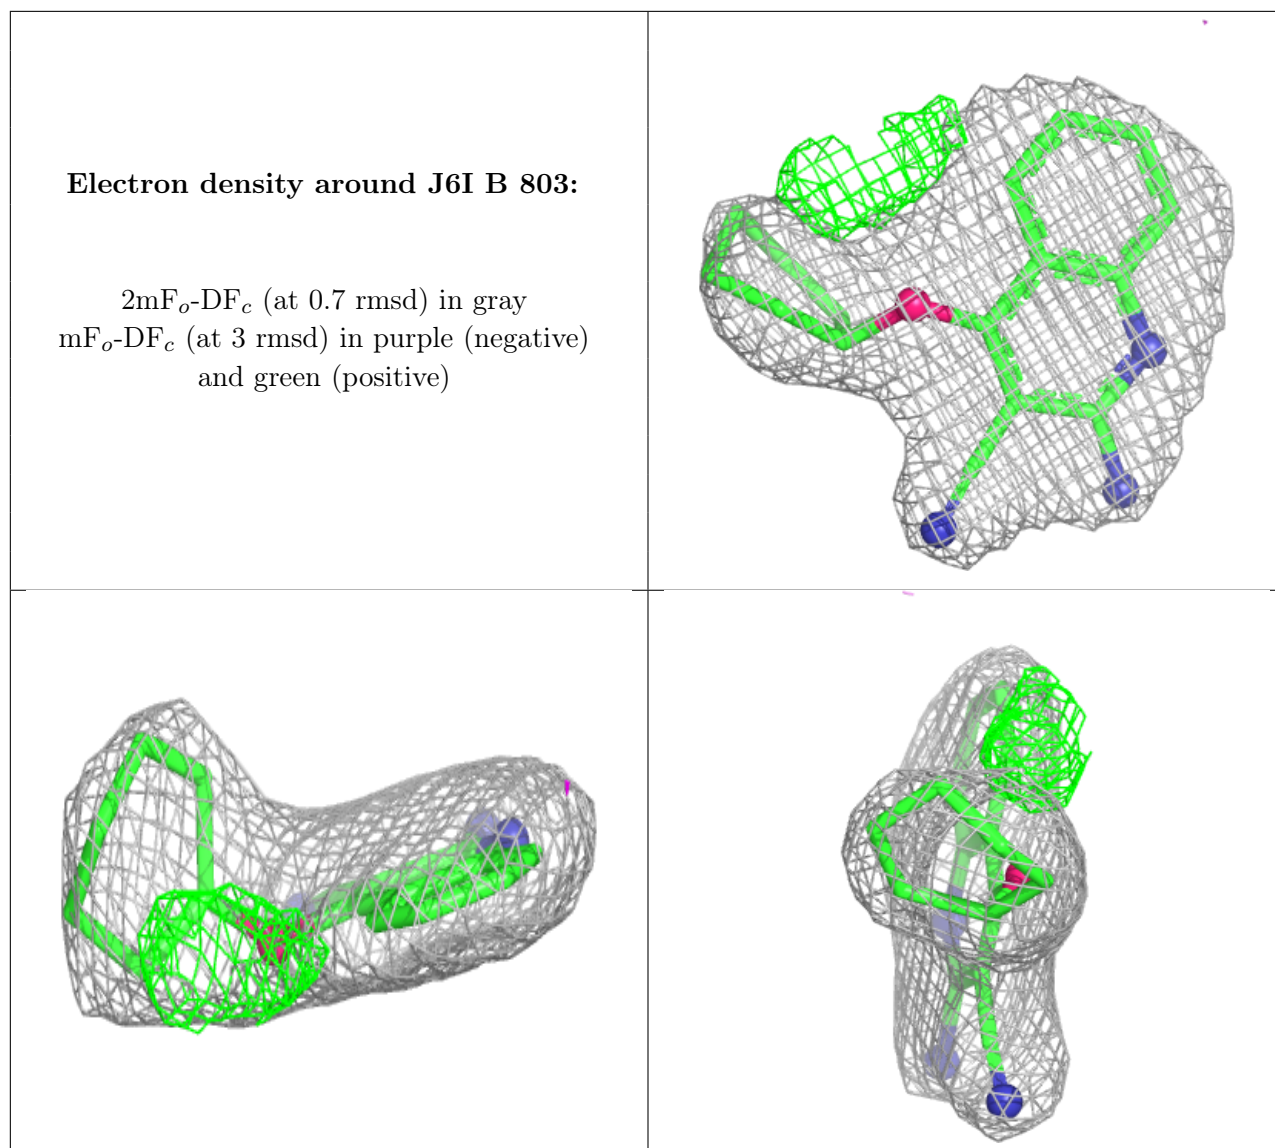 Electron density around J6I B 803:
2mFo-DFc (at 0.7 rmsd) in gray
mFo-DFc (at 3 rmsd) in purple (negative)
and green (positive)